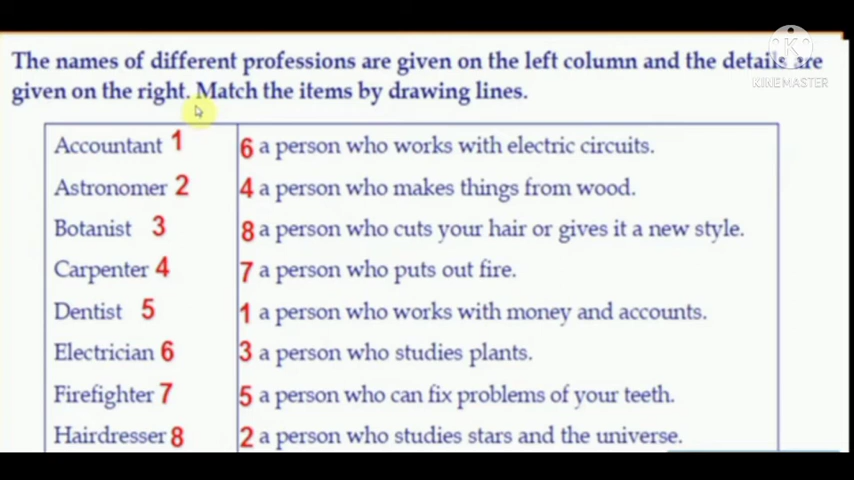 The names of different professions are given on the left column and the details are
given on the right. Match the items by drawing lines.
KINEMASTER
Accountant 1 6 a person who works with electric circuits.
Astronomer 2 4 a person who makes things from wood.
Botanist 3 8 a person who cuts your hair or gives it a new style.
Carpenter 4 7 a person who puts out fire.
Dentist 5 1 a person who works with money and accounts.
Electrician 6 3 a person who studies plants.
Firefighter 7 5 a person who can fix problems of your teeth.
Hairdresser 8 2 a person who studies stars and the universe.